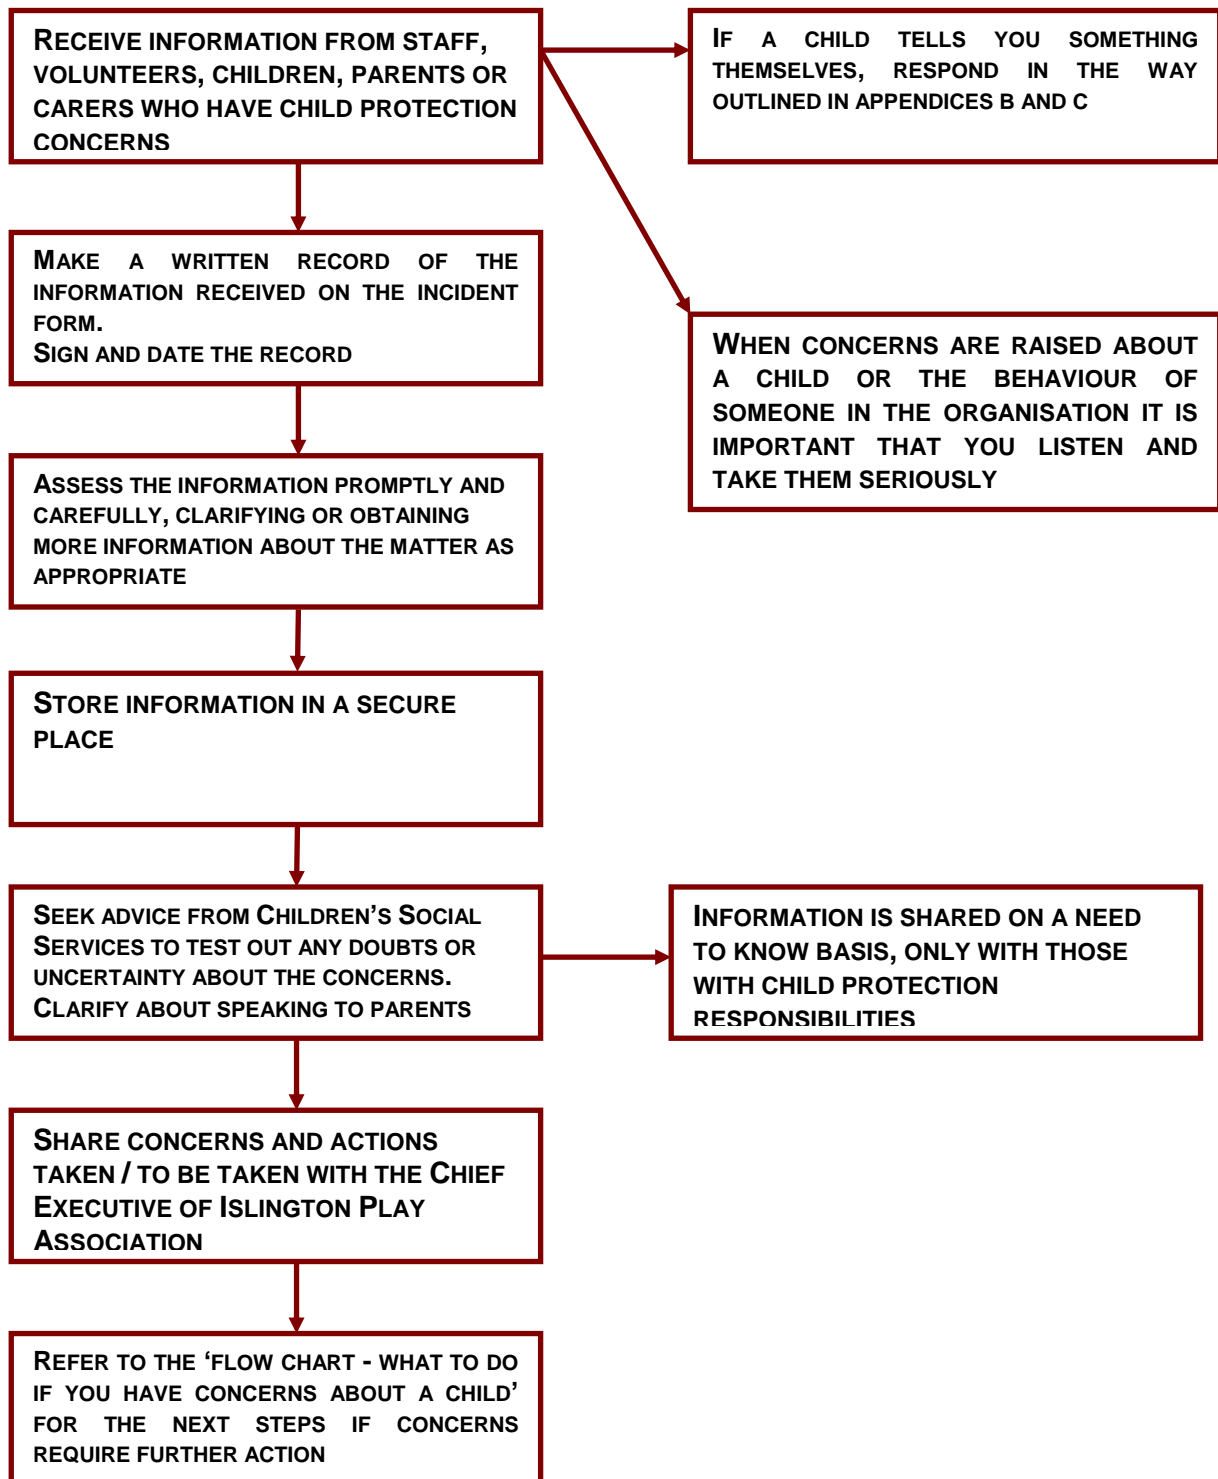 RECEIVE INFORMATION FROM STAFF,
VOLUNTEERS, CHILDREN, PARENTS OR
CARERS WHO HAVE CHILD PROTECTION
CONCERNS
IF A CHILD TELLS YOU SOMETHING
THEMSELVES, RESPOND IN THE WAY
OUTLINED IN APPENDICES B AND C
MAKE A WRITTEN RECORD OF THE
INFORMATION RECEIVED ON THE INCIDENT
FORM.
SIGN AND DATE THE RECORD
WHEN CONCERNS ARE RAISED ABOUT
A CHILD OR THE BEHAVIOUR OF
SOMEONE IN THE ORGANISATION IT IS
IMPORTANT THAT YOU LISTEN AND
TAKE THEM SERIOUSLY
ASSESS THE INFORMATION PROMPTLY AND
CAREFULLY, CLARIFYING OR OBTAINING
MORE INFORMATION ABOUT THE MATTER AS
APPROPRIATE
STORE INFORMATION IN A SECURE
PLACE
SEEK ADVICE FROM CHILDREN’S SOCIAL
SERVICES TO TEST OUT ANY DOUBTS OR
UNCERTAINTY ABOUT THE CONCERNS.
CLARIFY ABOUT SPEAKING TO PARENTS
INFORMATION IS SHARED ON A NEED
TO KNOW BASIS, ONLY WITH THOSE
WITH CHILD PROTECTION
RESPONSIBILITIES
SHARE CONCERNS AND ACTIONS
TAKEN / TO BE TAKEN WITH THE CHIEF
EXECUTIVE OF ISLINGTON PLAY
ASSOCIATION
REFER TO THE ‘FLOW CHART - WHAT TO DO
IF YOU HAVE CONCERNS ABOUT A CHILD’
FOR THE NEXT STEPS IF CONCERNS
REQUIRE FURTHER ACTION